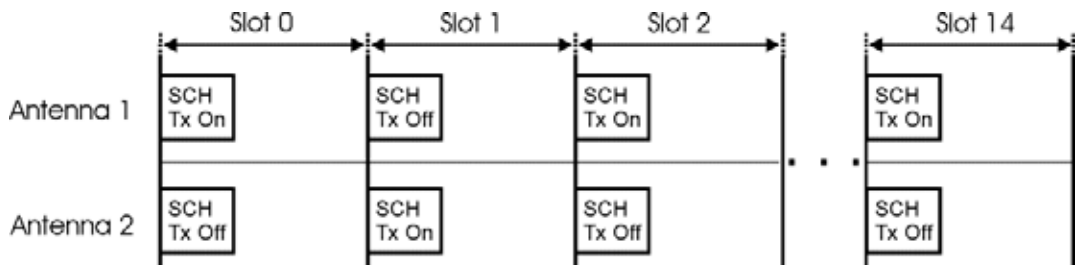 Slot 0 Slot 1 Slot 2 Slot 14
Antenna 1
SCH
Tx On
SCH
Tx Off
SCH
Tx On
SCH
Tx On
. . .
Antenna 2
SCH
Tx Off
SCH
Tx On
SCH
Tx Off
SCH
Tx Off